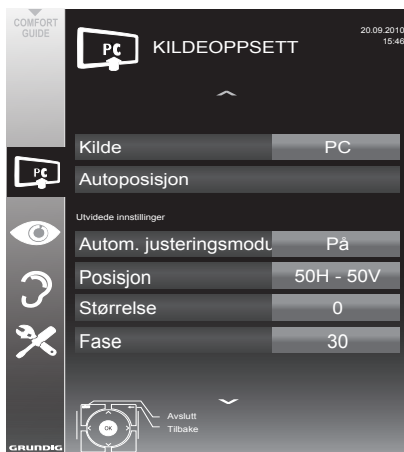 COMFORT
GUIDE
PC
KILDEOPPSETT
20.09.2010
15:46
Kilde PC
Autoposisjon
PC
Utvidede innstillinger
Autom. justeringsmodu På
Posisjon 50H - 50V
Størrelse 0
Fase 30
Avslutt
OK
Tilbake
GRUNDIG